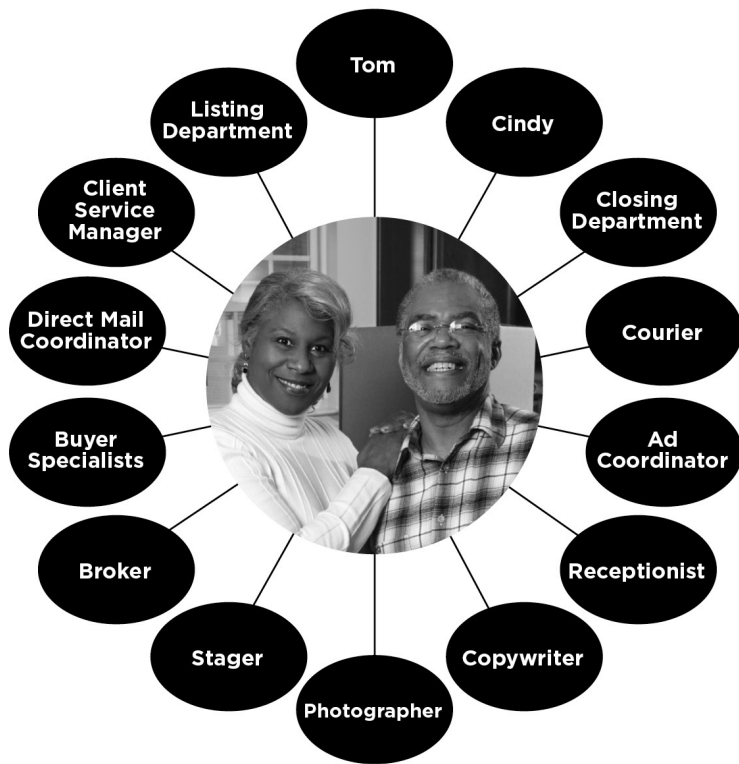 Tom
Cindy
Closing
Department
Courier
Ad
Coordinator
Receptionist
Copywriter
Photographer
Stager
Broker
Buyer
Specialists
Direct Mail
Coordinator
Client
Service
Manager
Listing
Department